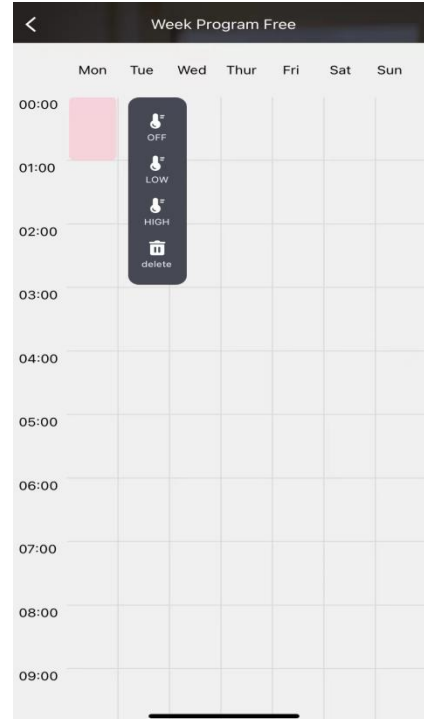 Week Program Free
Mon Tue Wed Thur Fri Sat Sun
00:00
OFF
01:00
LOW
HIGH
02:00
delete
03:00
04:00
05:00
06:00
07:00
08:00
09:00